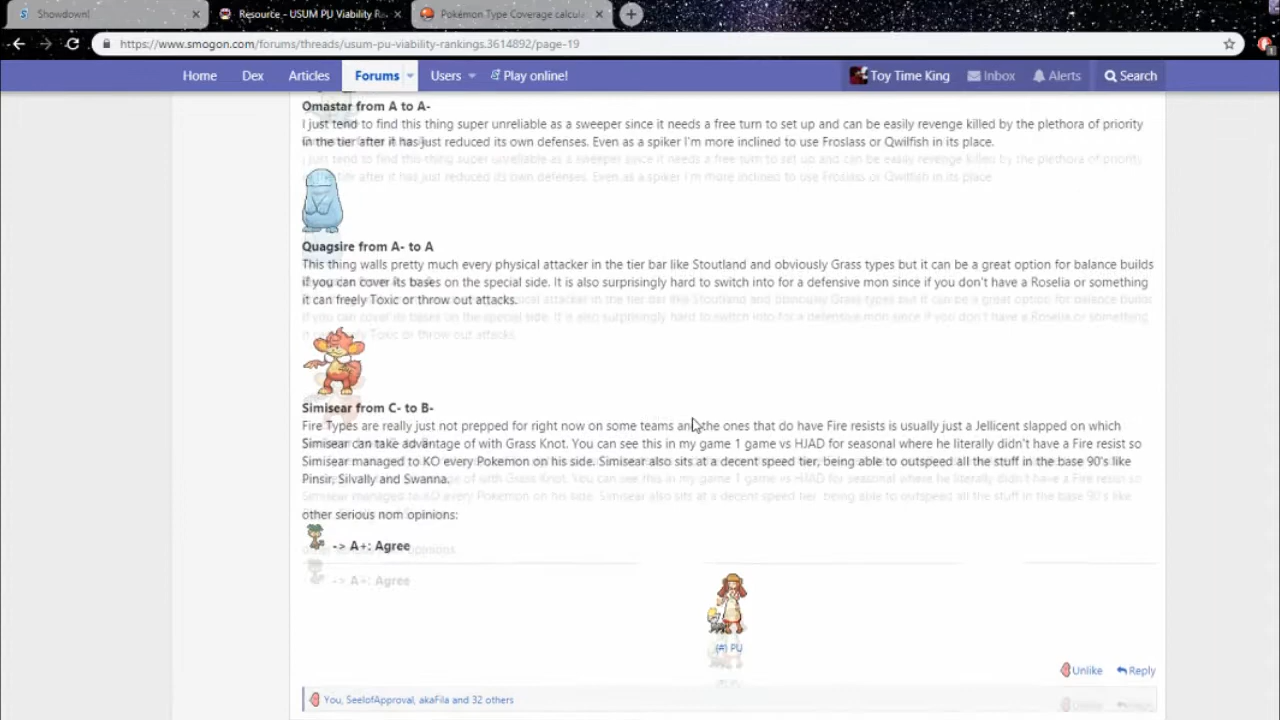 Showdown!
Resource - USUM PU Viability R
Pokémon Type Coverage calcul
https://www.smogon.com/forums/threads/usum-pu-viability-rankings.3614892/page-19
Home Dex Articles Forums Users Play online! Toy Time King Inbox Alerts Search
Omastar from A to A-
I just tend to find this thing super unreliable as a sweeper since it needs a free turn to set up and can be easily revenge killed by the plethora of priority
in the tier after it has just reduced its own defenses. Even as a spiker I'm more inclined to use Froslass or Qwilfish in its place.
Quagsire from A- to A
This thing walls pretty much every physical attacker in the tier bar like Stoutland and obviously Grass types but it can be a great option for balance builds
if you can cover its bases on the special side. It is also surprisingly hard to switch into for a defensive mon since if you don't have a Roselia or something
it can freely Toxic or throw out attacks.
Simisear from C- to B-
Fire Types are really just not prepped for right now on some teams and the ones that do have Fire resists is usually just a Jellicent slapped on which
Simisear can take advantage of with Grass Knot. You can see this in my game 1 game vs HJAD for seasonal where he literally didn't have a Fire resist so
Simisear managed to KO every Pokemon on his side. Simisear also sits at a decent speed tier, being able to outspeed all the stuff in the base 90's like
Pinsir, Silvally and Swanna.
other serious nom opinions:
-> A+: Agree
(#) PU
Unlike Reply
You, SeelofApproval, akaFila and 32 others